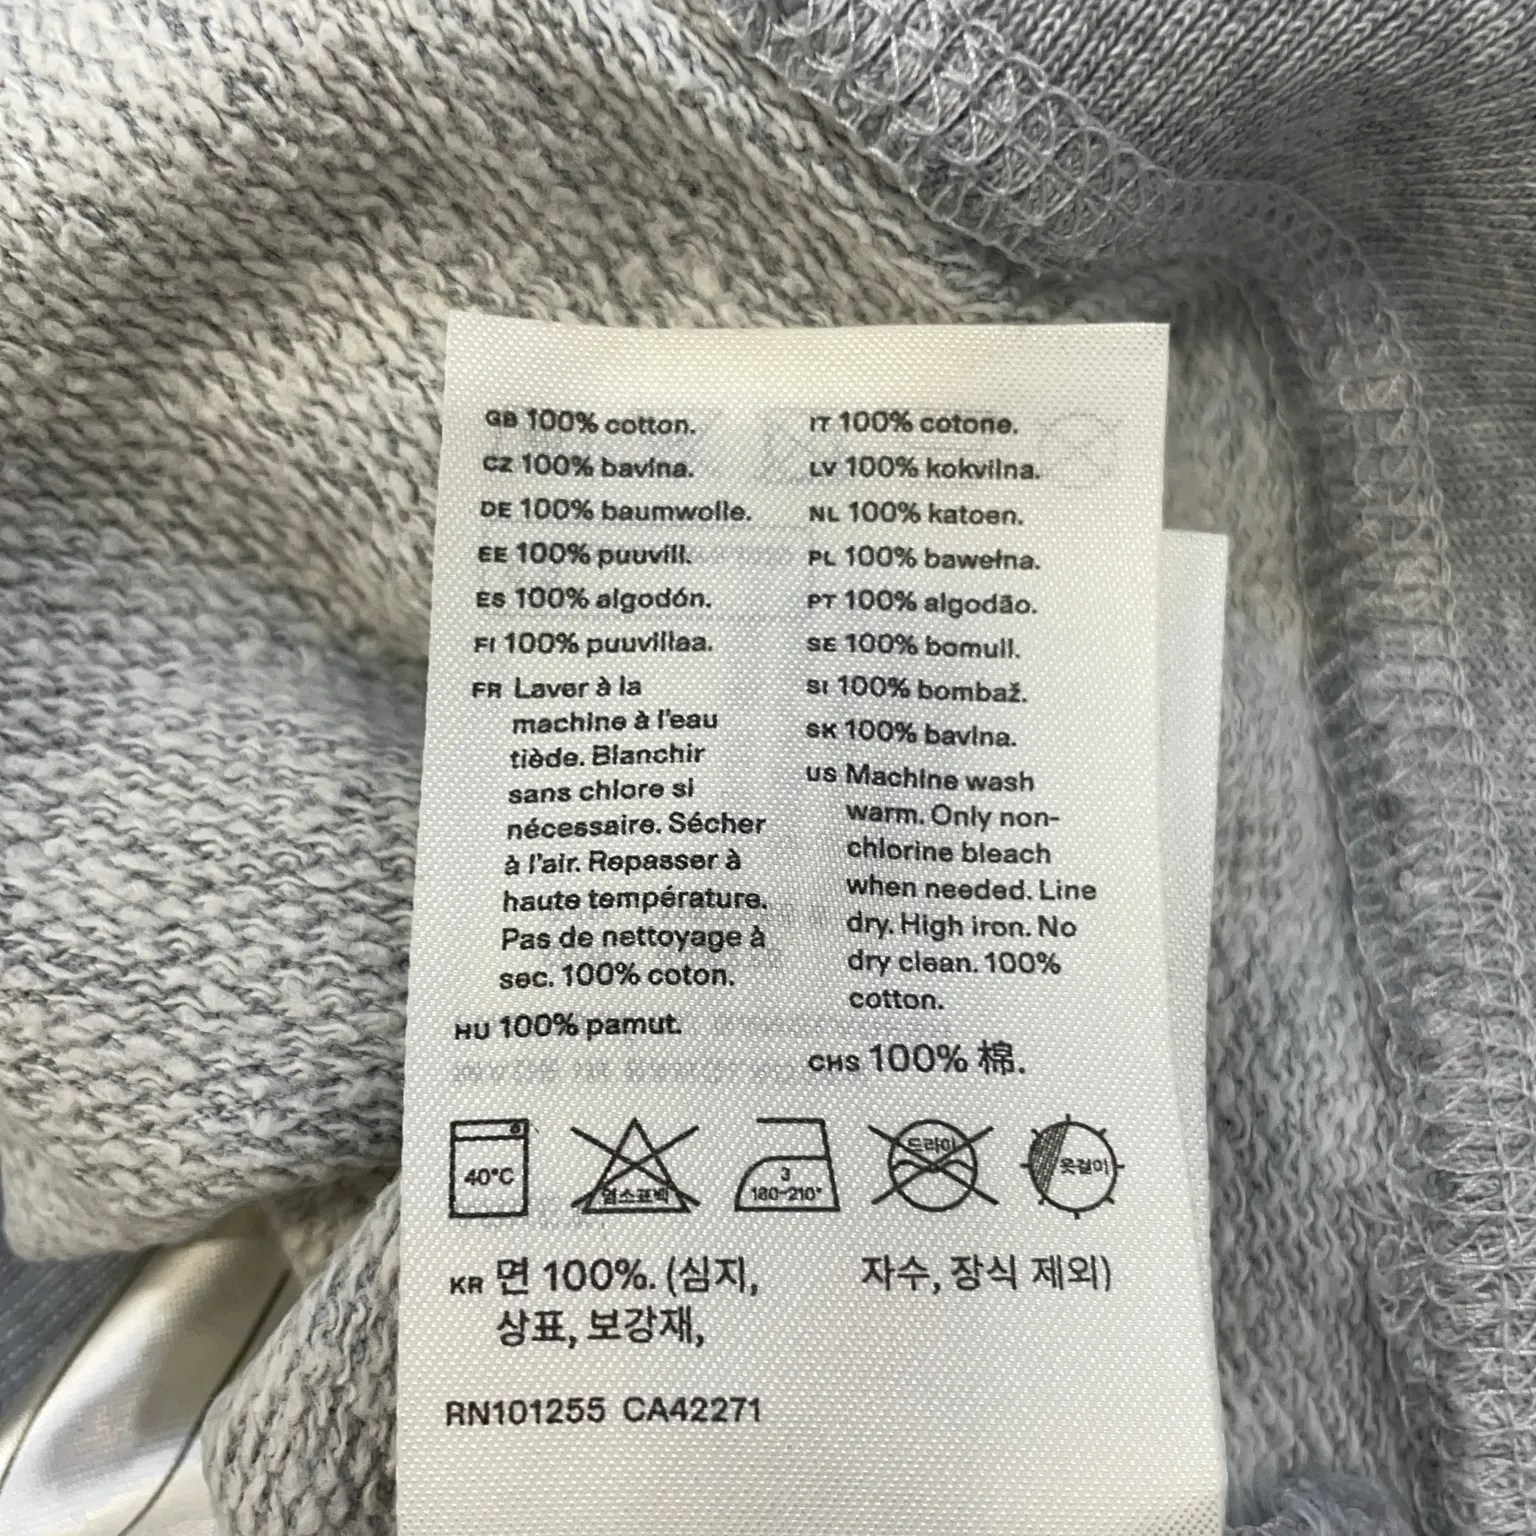 GB 100% cotton.
CZ 100% bavlna.
DE 100% baumwolle.
EE 100% puuvill.
ES 100% algodón.
FI 100% puuvillaa.
FR Laver à la
machine à l'eau
tiède. Blanchir
sans chlore si
nécessaire. Sécher
à l'air. Repasser à
haute température.
Pas de nettoyage à
sec. 100% coton.
HU 100% pamut.
IT 100% cotone.
LV 100% kokvilna.
NL 100% katoen.
PL 100% bawełna.
PT 100% algodão.
SE 100% bomull.
SI 100% bombaž.
SK 100% bavlna.
US Machine wash
warm. Only non-
chlorine bleach
when needed. Line
dry. High iron. No
dry clean. 100%
cotton.
CHS 100% 棉.
40°C
염소표백
3
180-210°
드라이
옷걸이
KR 면 100%. (심지,
상표, 보강재,
자수, 장식 제외)
RN101255 CA42271